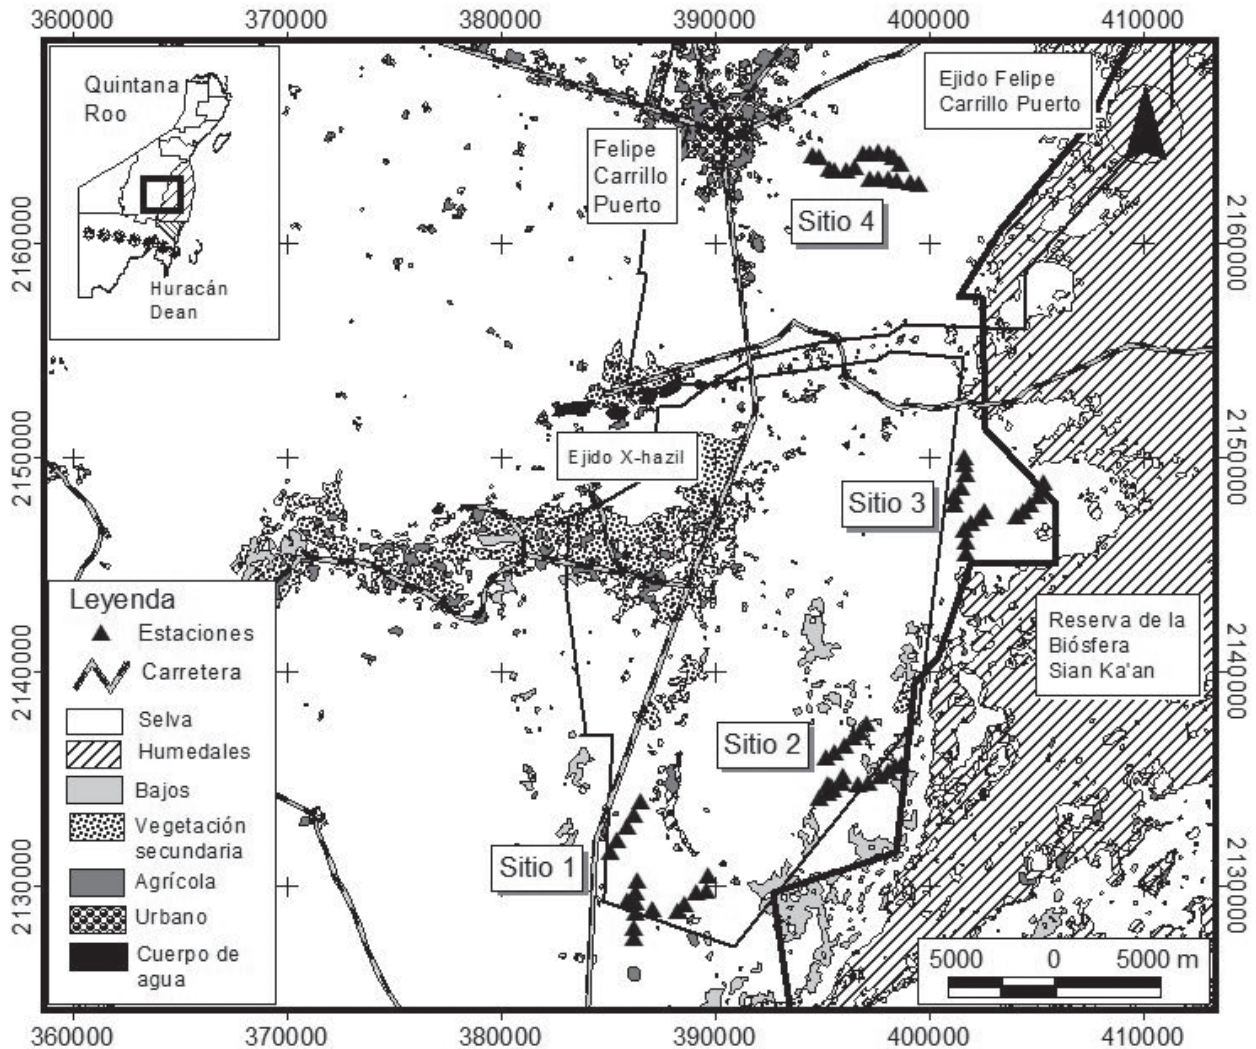 360000 370000 380000 390000 400000 410000
Quintana
Roo
Huracán
Dean
Ejido Felipe
Carrillo Puerto
Felipe
Carrillo
Puerto
Sitio 4
2160000
2160000
Ejido X-hazil
2150000
2150000
Sitio 3
Reserva de la
Biósfera
Sian Ka'an
2140000
2140000
Sitio 2
Sitio 1
2130000
2130000
Leyenda
Estaciones
Carretera
Selva
Humedales
Bajos
Vegetación
secundaria
Agrícola
Urbano
Cuerpo de
agua
5000 0 5000 m
360000 370000 380000 390000 400000 410000